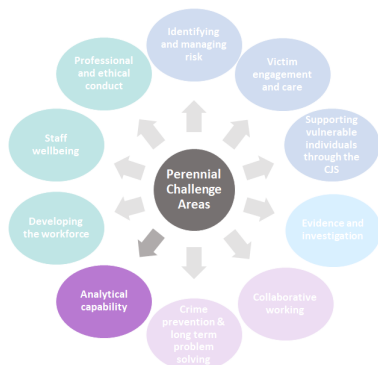 Identifying
and managing
risk
Victim
engagement
and care
Supporting
vulnerable
individuals
through the
CJS
Evidence and
investigation
Collaborative
working
Crime
prevention &
long term
problem
solving
Analytical
capability
Developing
the workforce
Staff
wellbeing
Professional
and ethical
conduct
Perennial
Challenge
Areas